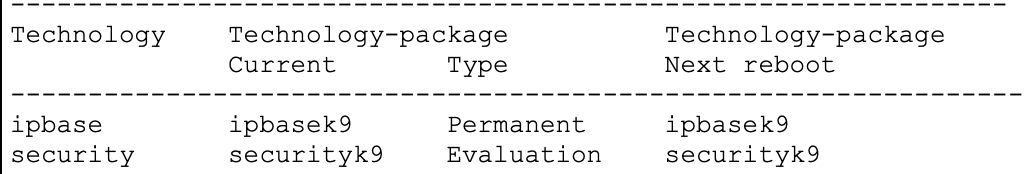 -----------------------------------------------------------------
Technology    Technology-package          Technology-package
              Current       Type          Next reboot
------------------------------------------------------------------
ipbase        ipbasek9      Permanent     ipbasek9
security      securityk9    Evaluation    securityk9